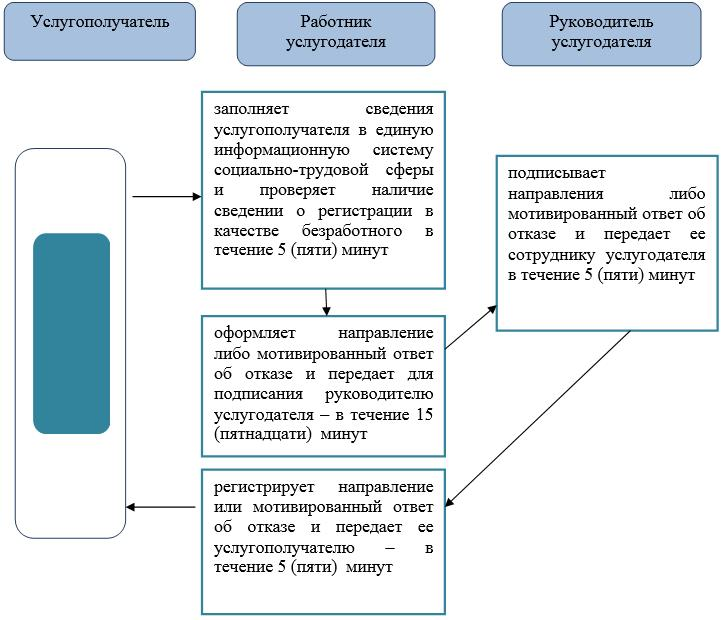 Услугополучатель
Работник
услугодателя
Руководитель
услугодателя
заполняет сведения
услугополучателя в единую
информационную систему
социально-трудовой сферы
и проверяет наличие
сведении о регистрации в
качестве безработного в
течение 5 (пяти) минут
подписывает
направления либо
мотивированный ответ об
отказе и передает ее
сотруднику услугодателя
в течение 5 (пяти) минут
оформляет направление
либо мотивированный ответ
об отказе и передает для
подписания руководителю
услугодателя – в течение 15
(пятнадцати) минут
регистрирует направление
или мотивированный ответ
об отказе и передает ее
услугополучателю – в
течение 5 (пяти) минут